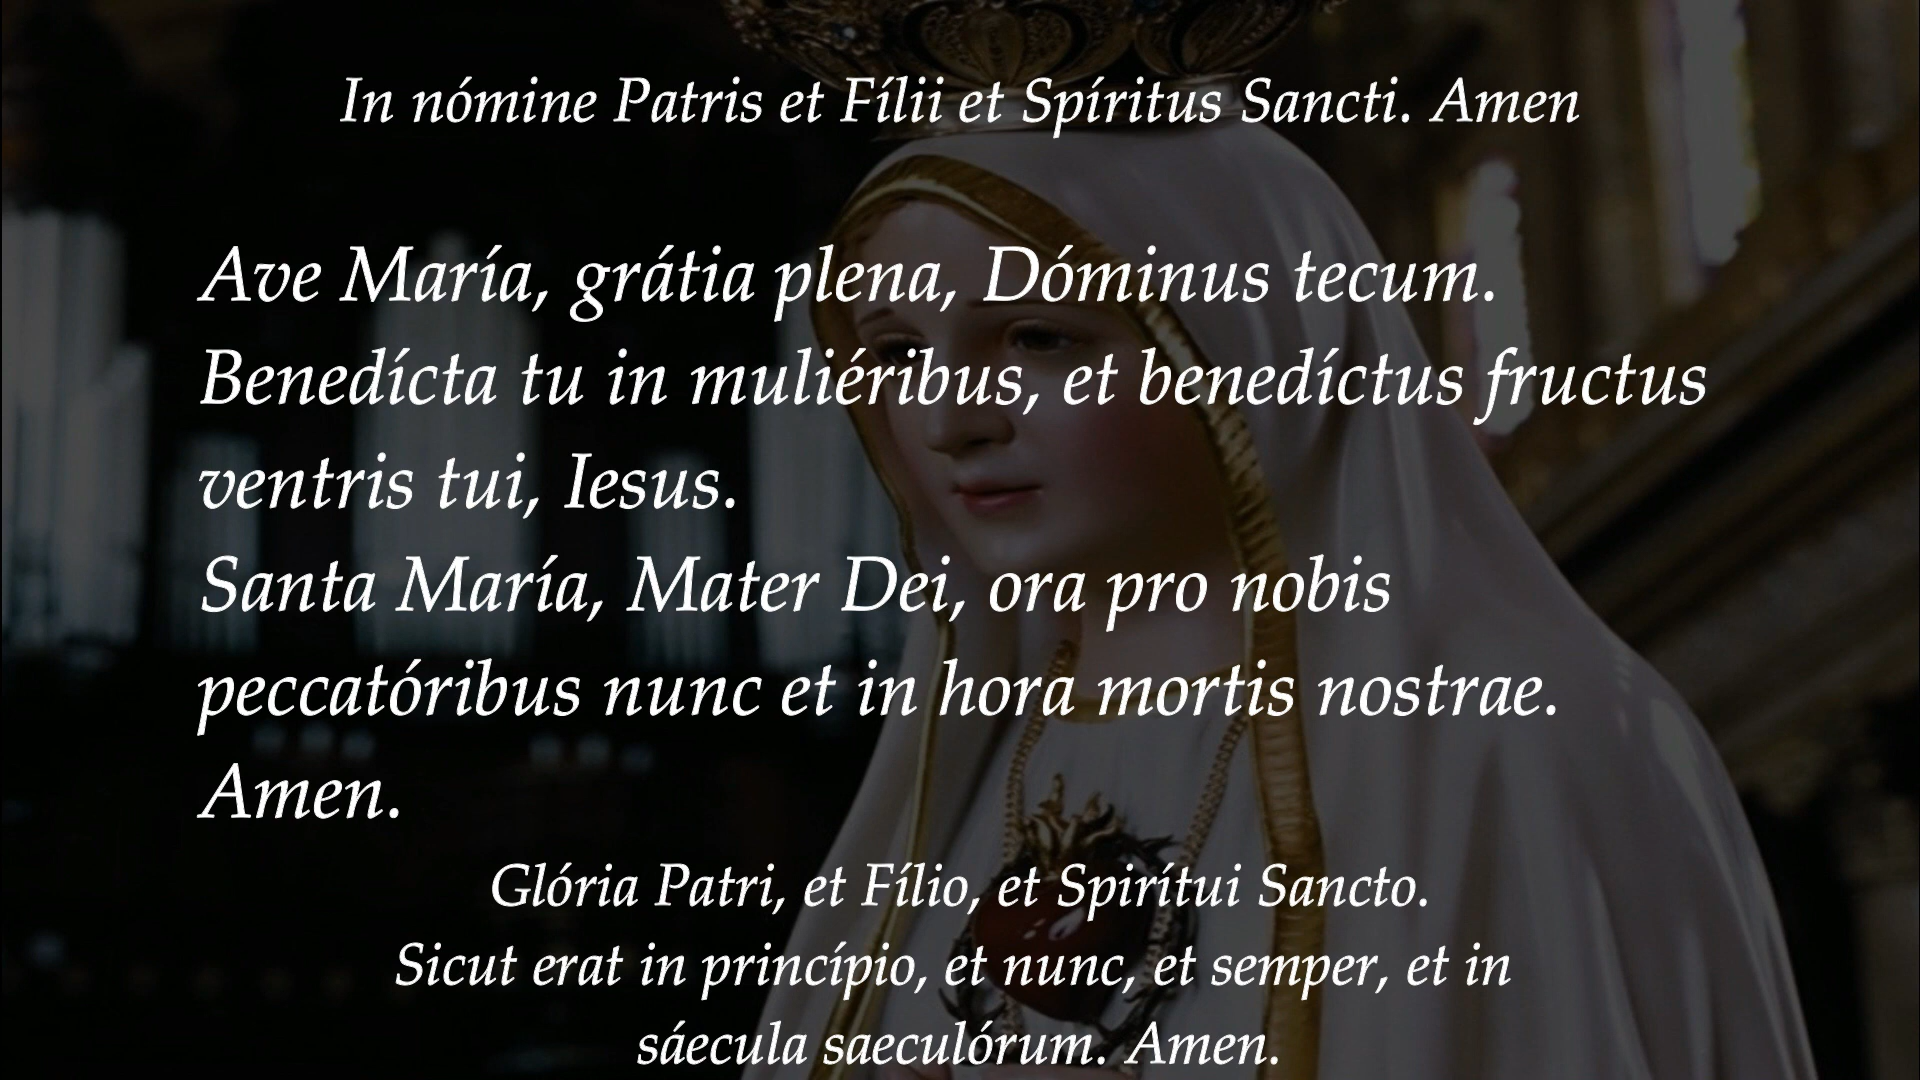 In nómine Patris et Fílii et Spíritus Sancti. Amen
Ave María, grátia plena, Dóminus tecum.
Benedícta tu in muliéribus, et benedíctus fructus
ventris tui, Iesus.
Santa María, Mater Dei, ora pro nobis
peccatóribus nunc et in hora mortis nostrae.
Amen.
Glória Patri, et Fílio, et Spirítui Sancto.
Sicut erat in princípio, et nunc, et semper, et in
sáecula saeculórum. Amen.